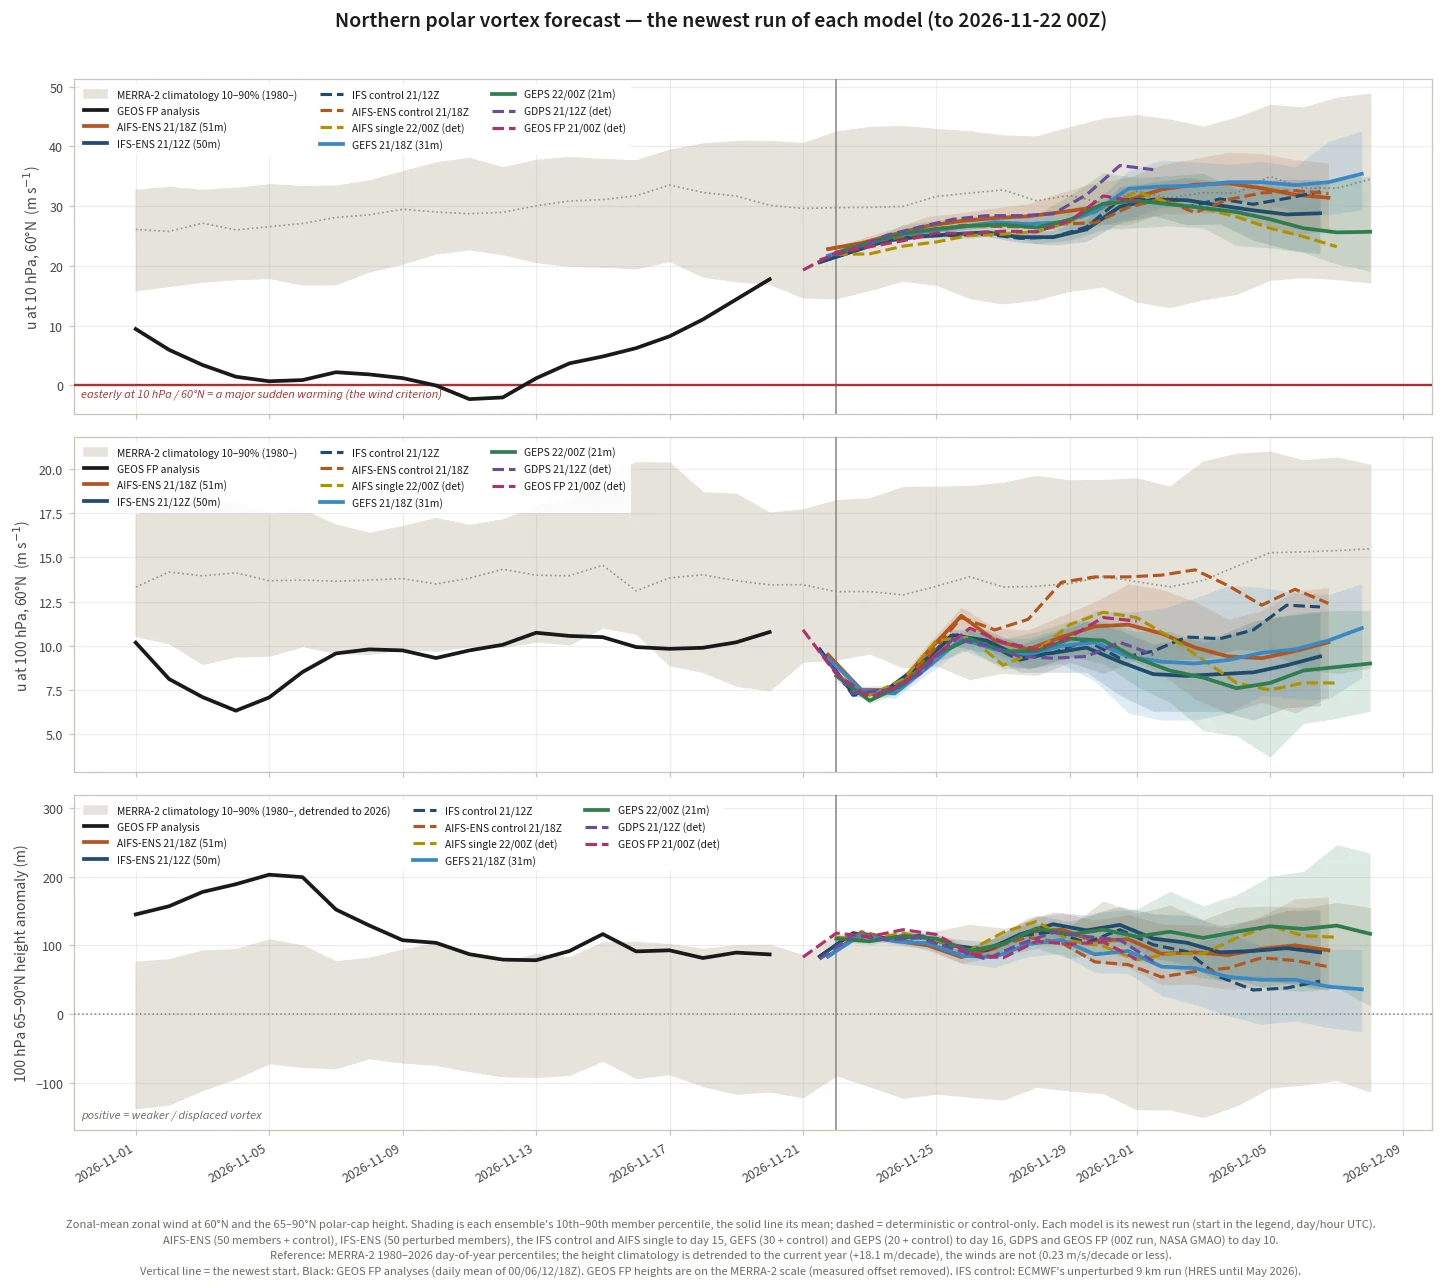 Northern polar vortex forecast — the newest run of each model (to 2026-11-22 00Z)
u at 10 hPa, 60°N (m s⁻¹)
50
40
30
20
10
0
MERRA-2 climatology 10–90% (1980–)
GEOS FP analysis
AIFS-ENS 21/18Z (51m)
IFS-ENS 21/12Z (50m)
IFS control 21/12Z
AIFS-ENS control 21/18Z
AIFS single 22/00Z (det)
GEFS 21/18Z (31m)
GEPS 22/00Z (21m)
GDPS 21/12Z (det)
GEOS FP 21/00Z (det)
easterly at 10 hPa / 60°N = a major sudden warming (the wind criterion)
u at 100 hPa, 60°N (m s⁻¹)
20.0
17.5
15.0
12.5
10.0
7.5
5.0
MERRA-2 climatology 10–90% (1980–)
GEOS FP analysis
AIFS-ENS 21/18Z (51m)
IFS-ENS 21/12Z (50m)
IFS control 21/12Z
AIFS-ENS control 21/18Z
AIFS single 22/00Z (det)
GEFS 21/18Z (31m)
GEPS 22/00Z (21m)
GDPS 21/12Z (det)
GEOS FP 21/00Z (det)
100 hPa 65–90°N height anomaly (m)
300
200
100
0
−100
MERRA-2 climatology 10–90% (1980–, detrended to 2026)
GEOS FP analysis
AIFS-ENS 21/18Z (51m)
IFS-ENS 21/12Z (50m)
IFS control 21/12Z
AIFS-ENS control 21/18Z
AIFS single 22/00Z (det)
GEFS 21/18Z (31m)
GEPS 22/00Z (21m)
GDPS 21/12Z (det)
GEOS FP 21/00Z (det)
positive = weaker / displaced vortex
2026-11-01
2026-11-05
2026-11-09
2026-11-13
2026-11-17
2026-11-21
2026-11-25
2026-11-29
2026-12-01
2026-12-05
2026-12-09
Zonal-mean zonal wind at 60°N and the 65–90°N polar-cap height. Shading is each ensemble's 10th–90th member percentile, the solid line its mean; dashed = deterministic or control-only. Each model is its newest run (start in the legend, day/hour UTC).
AIFS-ENS (50 members + control), IFS-ENS (50 perturbed members), the IFS control and AIFS single to day 15, GEFS (30 + control) and GEPS (20 + control) to day 16, GDPS and GEOS FP (00Z run, NASA GMAO) to day 10.
Reference: MERRA-2 1980–2026 day-of-year percentiles; the height climatology is detrended to the current year (+18.1 m/decade), the winds are not (0.23 m/s/decade or less).
Vertical line = the newest start. Black: GEOS FP analyses (daily mean of 00/06/12/18Z). GEOS FP heights are on the MERRA-2 scale (measured offset removed). IFS control: ECMWF's unperturbed 9 km run (HRES until May 2026).